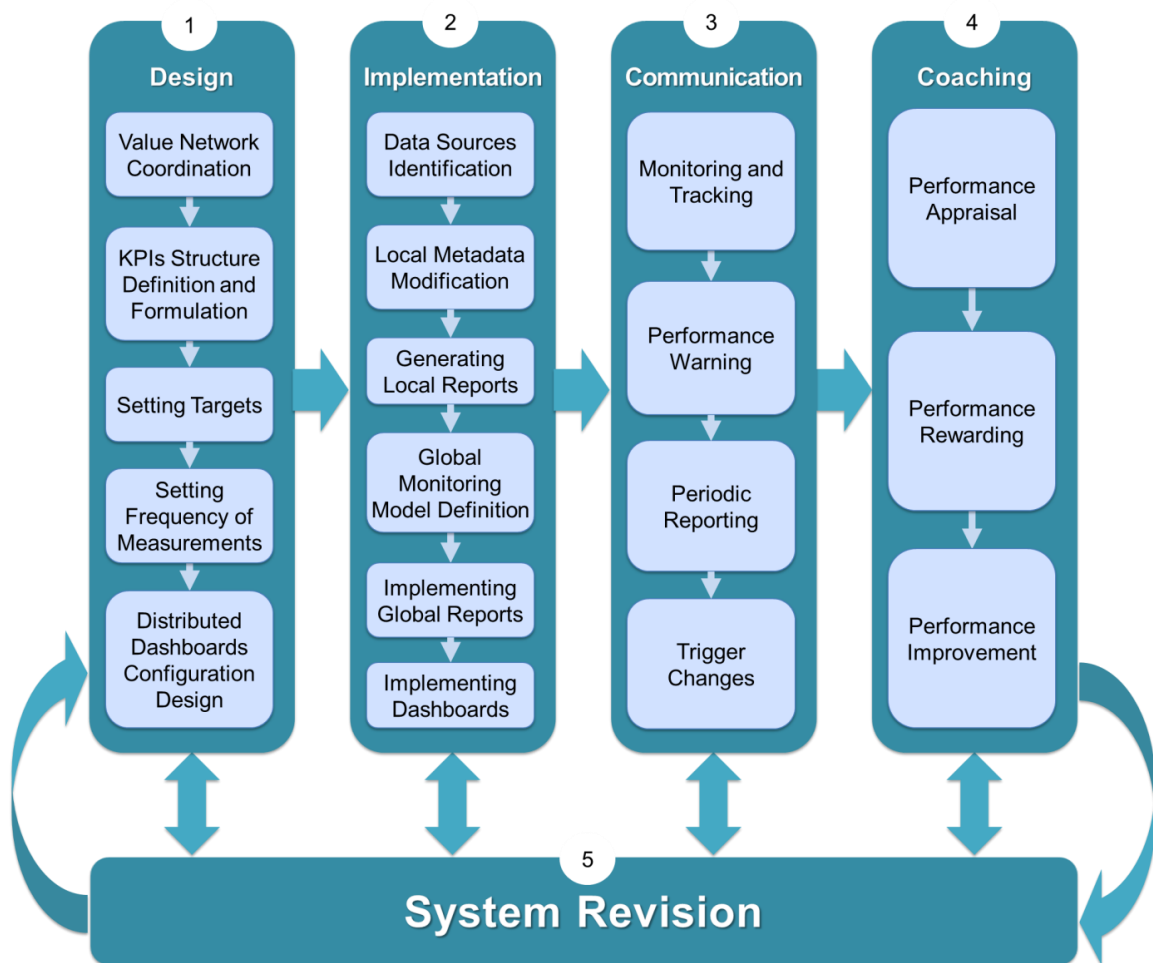 1
Design
Value Network
Coordination
KPIs Structure
Definition and
Formulation
Setting Targets
Setting
Frequency of
Measurements
Distributed
Dashboards
Configuration
Design
2
Implementation
Data Sources
Identification
Local Metadata
Modification
Generating
Local Reports
Global
Monitoring
Model Definition
Implementing
Global Reports
Implementing
Dashboards
3
Communication
Monitoring and
Tracking
Performance
Warning
Periodic
Reporting
Trigger
Changes
4
Coaching
Performance
Appraisal
Performance
Rewarding
Performance
Improvement
5
System Revision